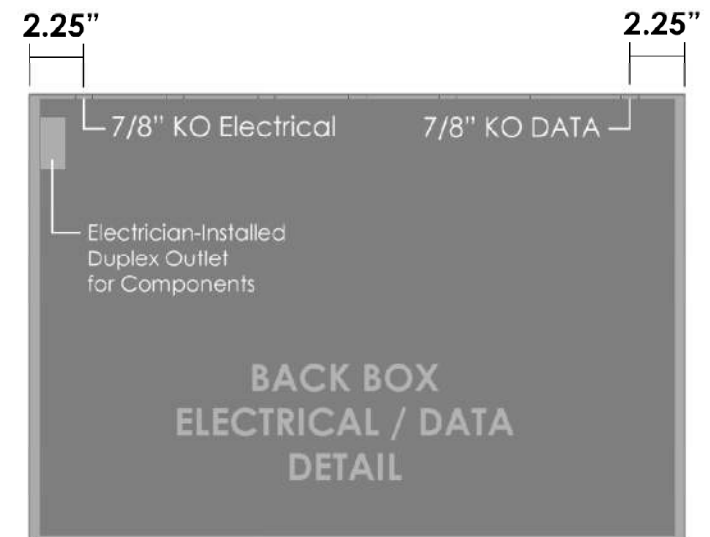 2.25”
2.25”
7/8” KO Electrical
7/8” KO DATA
Electrician-Installed
Duplex Outlet
for Components
BACK BOX
ELECTRICAL / DATA
DETAIL